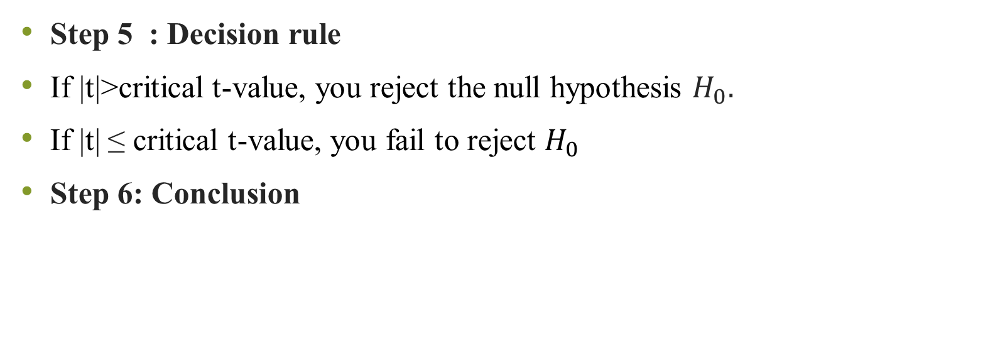 • Step 5  : Decision rule
• If |t|>critical t-value, you reject the null hypothesis H₀.
• If |t| ≤ critical t-value, you fail to reject H₀
• Step 6: Conclusion